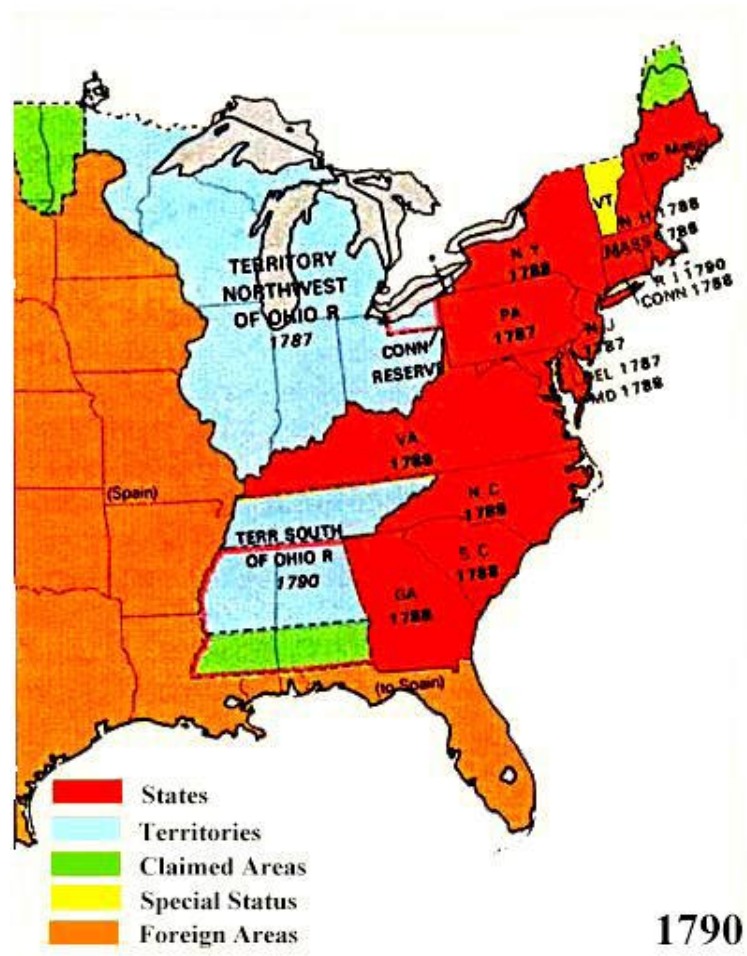 (to Mass)
VT
N H 1788
MASS 1788
R I 1790
CONN 1788
N. Y.
1788
PA
1787
N J
1787
DEL 1787
MD 1788
TERRITORY
NORTHWEST
OF OHIO R
1787
CONN
RESERVE
VA
1788
(Spain)
N. C.
1789
TERR SOUTH
OF OHIO R
1790
S. C.
1788
GA
1788
(to Spain)
States
Territories
Claimed Areas
Special Status
Foreign Areas
1790